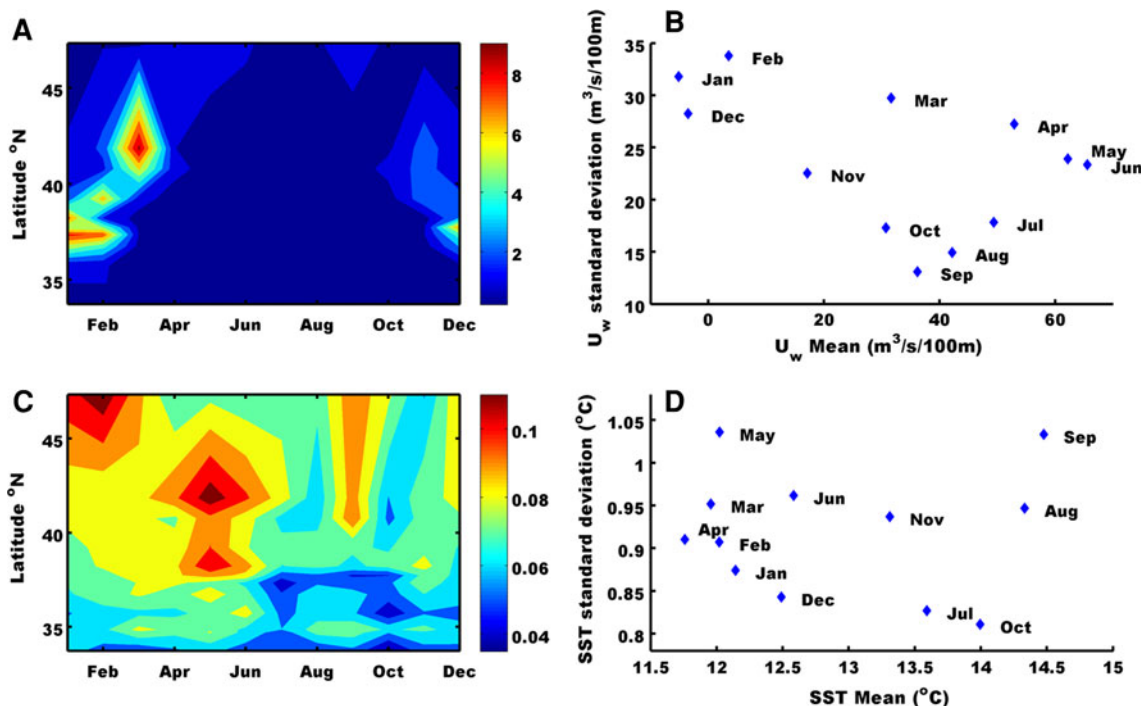 A
Latitude °N
45
40
35
Feb Apr Jun Aug Oct Dec
8
6
4
2
B
U_w standard deviation (m³/s/100m)
35
30
25
20
15
10
Jan
Feb
Dec
Mar
Apr
May
Jun
Nov
Oct
Jul
Aug
Sep
0 20 40 60
U_w Mean (m³/s/100m)
C
Latitude °N
45
40
35
Feb Apr Jun Aug Oct Dec
0.1
0.08
0.06
0.04
D
SST standard deviation (°C)
1.05
1
0.95
0.9
0.85
0.8
May
Sep
Mar
Jun
Nov
Aug
Apr
Feb
Jan
Dec
Jul
Oct
11.5 12 12.5 13 13.5 14 14.5 15
SST Mean (°C)